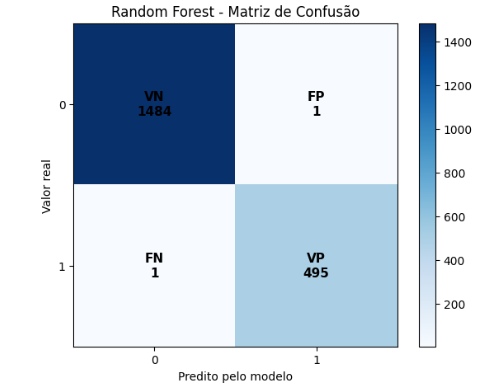 Random Forest - Matriz de Confusão
VN
1484
FP
1
FN
1
VP
495
0
1
Valor real
0
1
Predito pelo modelo
1400
1200
1000
800
600
400
200